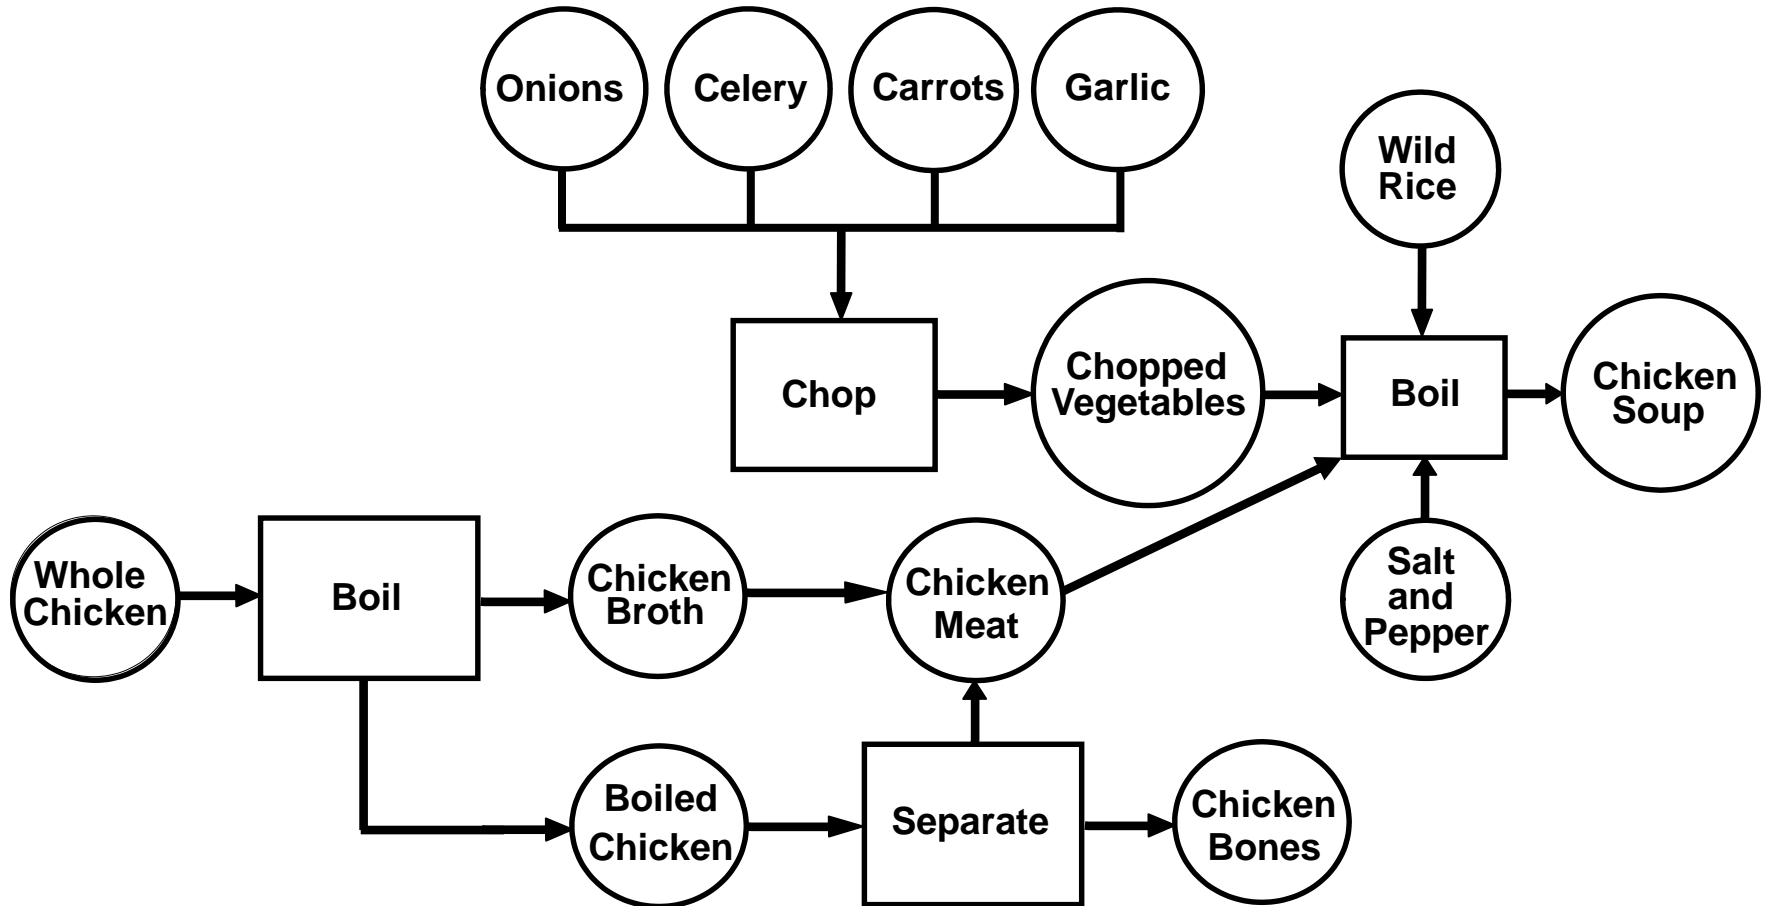 Onions
Celery
Carrots
Garlic
Wild
Rice
Chop
Chopped
Vegetables
Boil
Chicken
Soup
Whole
Chicken
Boil
Chicken
Broth
Chicken
Meat
Salt
and
Pepper
Boiled
Chicken
Separate
Chicken
Bones